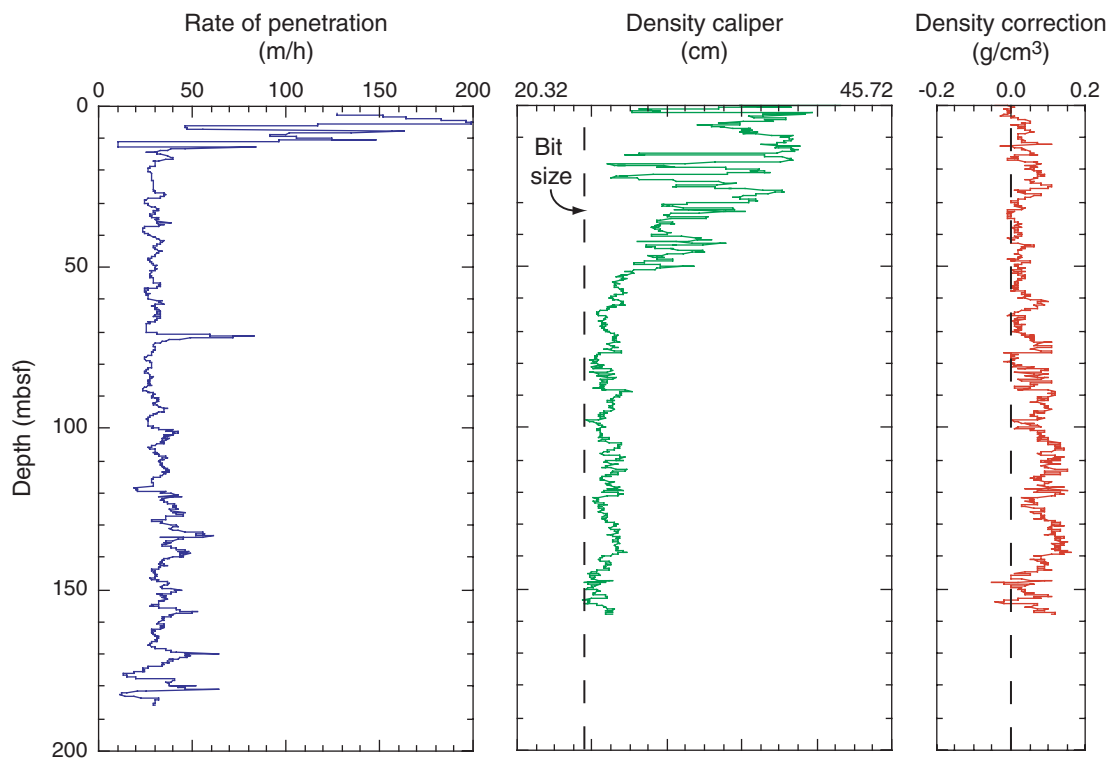 Rate of penetration
(m/h)
0 50 100 150 200
Density caliper
(cm)
20.32 45.72
Density correction
(g/cm³)
-0.2 0.0 0.2
Bit
size
Depth (mbsf)
0
50
100
150
200